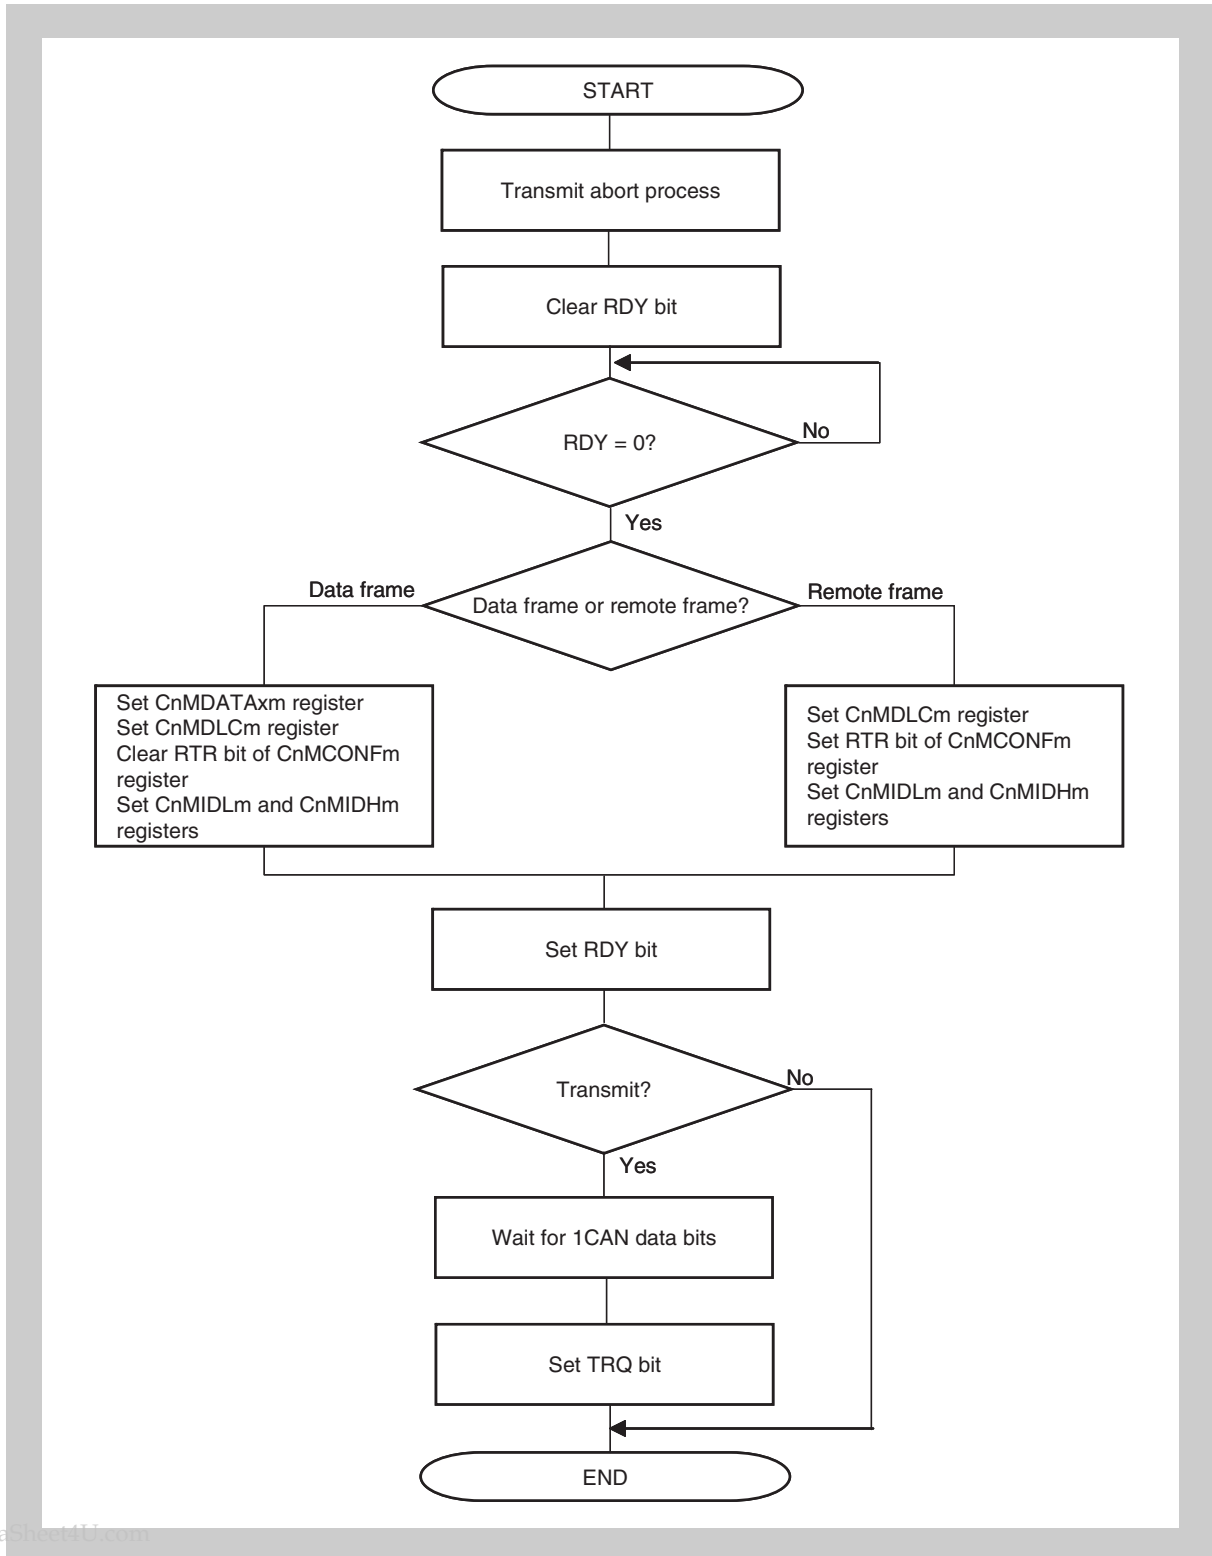 START
Transmit abort process
Clear RDY bit
RDY = 0?
No
Yes
Data frame
Data frame or remote frame?
Remote frame
Set CnMDATAxm register
Set CnMDLCm register
Clear RTR bit of CnMCONFm
register
Set CnMIDLm and CnMIDHm
registers
Set CnMDLCm register
Set RTR bit of CnMCONFm
register
Set CnMIDLm and CnMIDHm
registers
Set RDY bit
Transmit?
No
Yes
Wait for 1CAN data bits
Set TRQ bit
END
aSheet4U.com